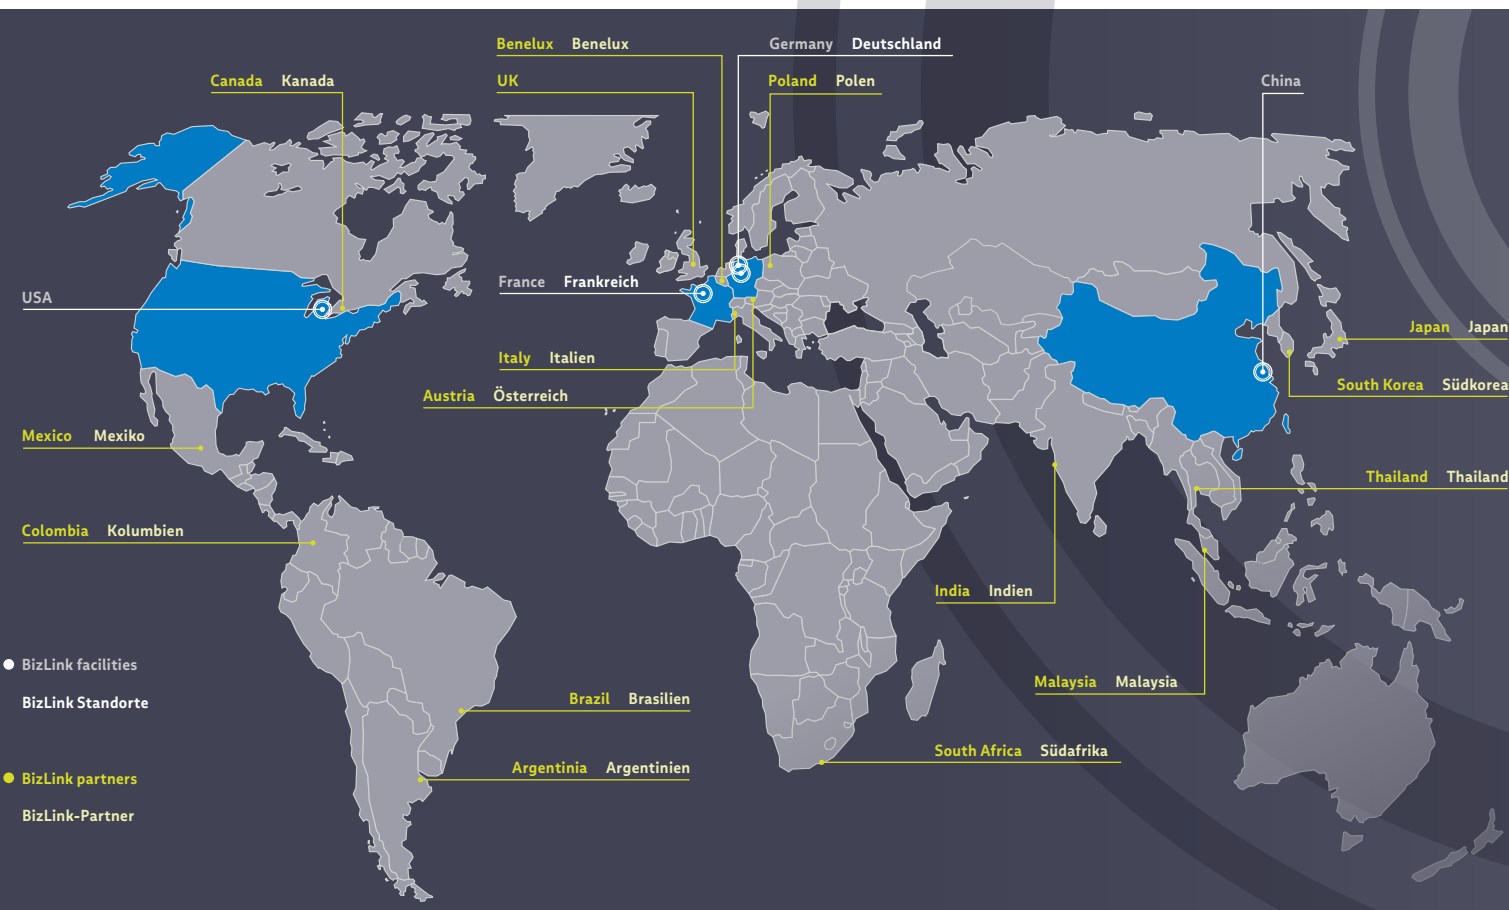 Benelux Benelux
Germany Deutschland
Canada Kanada
UK
Poland Polen
China
France Frankreich
USA
Japan Japan
Italy Italien
South Korea Südkorea
Austria Österreich
Mexico Mexiko
Thailand Thailand
Colombia Kolumbien
India Indien
BizLink facilities
BizLink Standorte
Malaysia Malaysia
Brazil Brasilien
South Africa Südafrika
Argentinia Argentinien
BizLink partners
BizLink-Partner